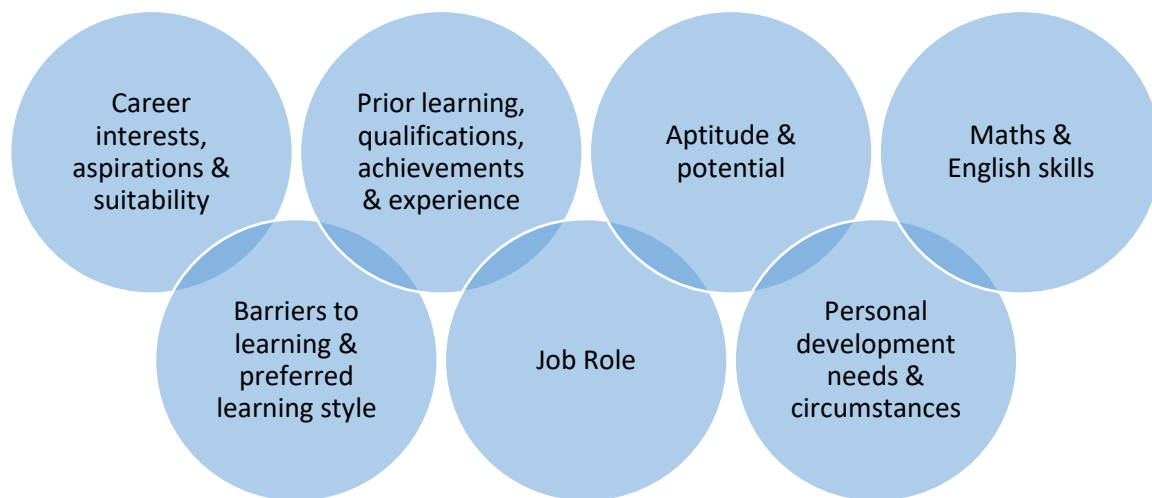 Career
interests,
aspirations &
suitability
Prior learning,
qualifications,
achievements
& experience
Aptitude &
potential
Maths &
English skills
Barriers to
learning &
preferred
learning style
Job Role
Personal
development
needs &
circumstances